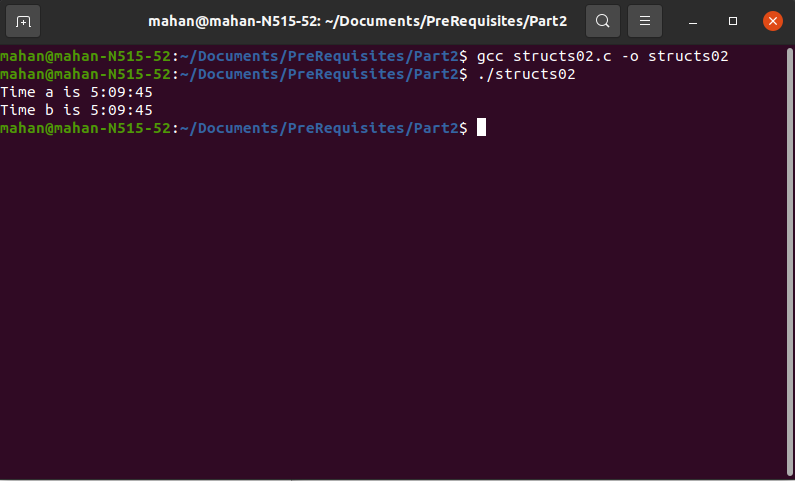 mahan@mahan-N515-52: ~/Documents/PreRequisites/Part2
mahan@mahan-N515-52:~/Documents/PreRequisites/Part2$ gcc structs02.c -o structs02
mahan@mahan-N515-52:~/Documents/PreRequisites/Part2$ ./structs02
Time a is 5:09:45
Time b is 5:09:45
mahan@mahan-N515-52:~/Documents/PreRequisites/Part2$